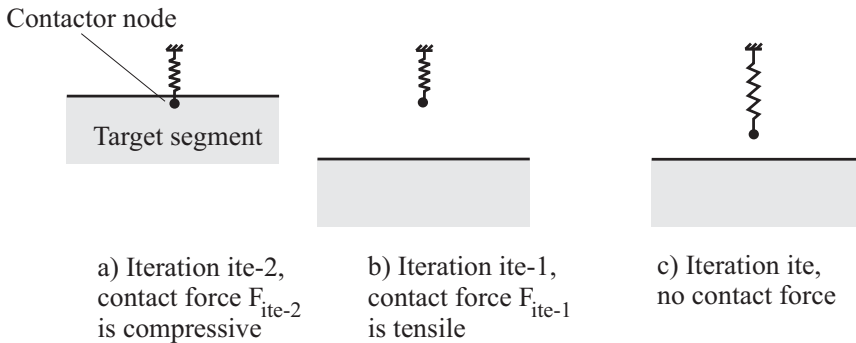 Contactor node
Target segment
a) Iteration ite-2,
contact force F_ite-2
is compressive
b) Iteration ite-1,
contact force F_ite-1
is tensile
c) Iteration ite,
no contact force